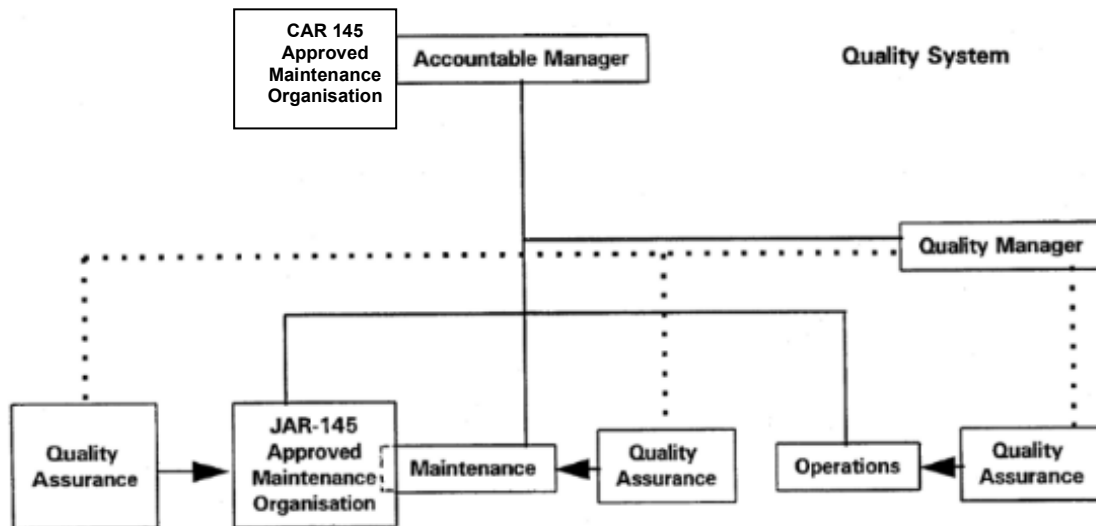 CAR 145
Approved
Maintenance
Organisation
Accountable Manager
Quality System
Quality Manager
Quality
Assurance
JAR-145
Approved
Maintenance
Organisation
Maintenance
Quality
Assurance
Operations
Quality
Assurance